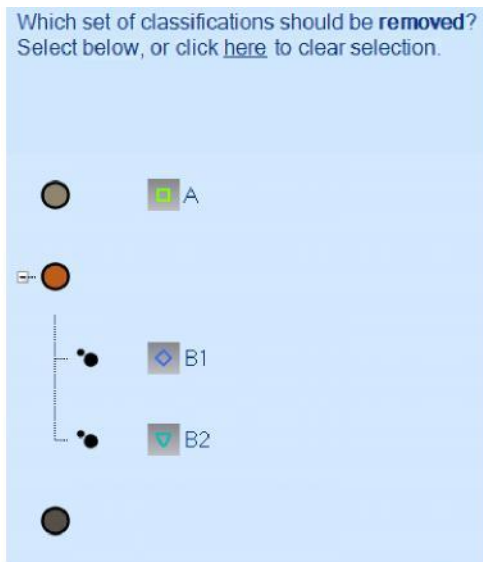 Which set of classifications should be removed?
Select below, or click here to clear selection.
A
B1
B2